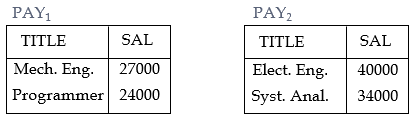 PAY₁
TITLE SAL
Mech. Eng. 27000
Programmer 24000
PAY₂
TITLE SAL
Elect. Eng. 40000
Syst. Anal. 34000